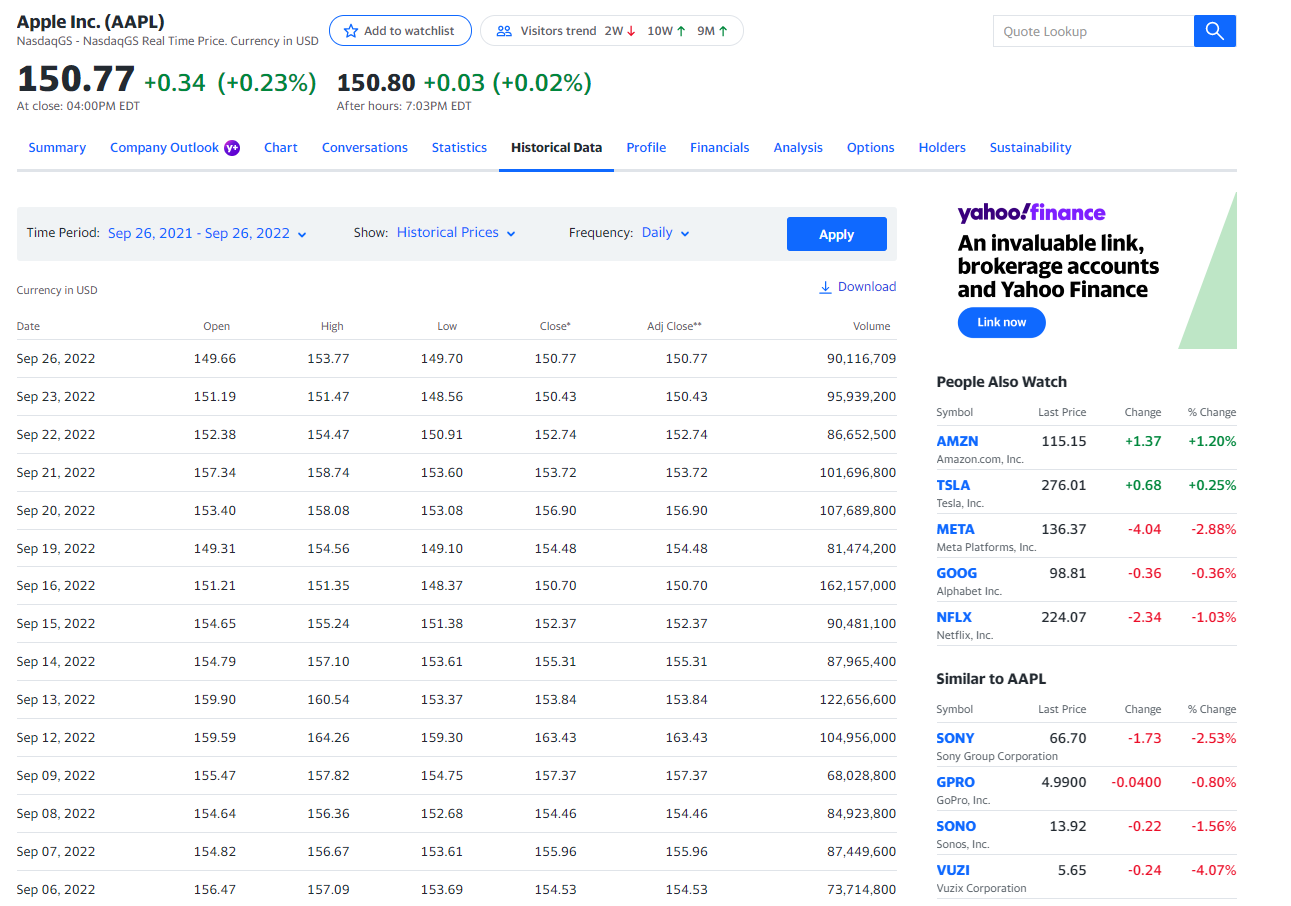 Apple Inc. (AAPL)
NasdaqGS - NasdaqGS Real Time Price. Currency in USD
Add to watchlist
Visitors trend 2W 10W 9M
Quote Lookup
150.77 +0.34 (+0.23%)
At close: 04:00PM EDT
150.80 +0.03 (+0.02%)
After hours: 7:03PM EDT
Summary Company Outlook y+ Chart Conversations Statistics Historical Data Profile Financials Analysis Options Holders Sustainability
Time Period: Sep 26, 2021 - Sep 26, 2022 Show: Historical Prices Frequency: Daily Apply
Currency in USD Download
Date Open High Low Close* Adj Close** Volume
Sep 26, 2022 149.66 153.77 149.70 150.77 150.77 90,116,709
Sep 23, 2022 151.19 151.47 148.56 150.43 150.43 95,939,200
Sep 22, 2022 152.38 154.47 150.91 152.74 152.74 86,652,500
Sep 21, 2022 157.34 158.74 153.60 153.72 153.72 101,696,800
Sep 20, 2022 153.40 158.08 153.08 156.90 156.90 107,689,800
Sep 19, 2022 149.31 154.56 149.10 154.48 154.48 81,474,200
Sep 16, 2022 151.21 151.35 148.37 150.70 150.70 162,157,000
Sep 15, 2022 154.65 155.24 151.38 152.37 152.37 90,481,100
Sep 14, 2022 154.79 157.10 153.61 155.31 155.31 87,965,400
Sep 13, 2022 159.90 160.54 153.37 153.84 153.84 122,656,600
Sep 12, 2022 159.59 164.26 159.30 163.43 163.43 104,956,000
Sep 09, 2022 155.47 157.82 154.75 157.37 157.37 68,028,800
Sep 08, 2022 154.64 156.36 152.68 154.46 154.46 84,923,800
Sep 07, 2022 154.82 156.67 153.61 155.96 155.96 87,449,600
Sep 06, 2022 156.47 157.09 153.69 154.53 154.53 73,714,800
yahoo!finance
An invaluable link,
brokerage accounts
and Yahoo Finance
Link now
People Also Watch
Symbol Last Price Change % Change
AMZN 115.15 +1.37 +1.20%
Amazon.com, Inc.
TSLA 276.01 +0.68 +0.25%
Tesla, Inc.
META 136.37 -4.04 -2.88%
Meta Platforms, Inc.
GOOG 98.81 -0.36 -0.36%
Alphabet Inc.
NFLX 224.07 -2.34 -1.03%
Netflix, Inc.
Similar to AAPL
Symbol Last Price Change % Change
SONY 66.70 -1.73 -2.53%
Sony Group Corporation
GPRO 4.9900 -0.0400 -0.80%
GoPro, Inc.
SONO 13.92 -0.22 -1.56%
Sonos, Inc.
VUZI 5.65 -0.24 -4.07%
Vuzix Corporation